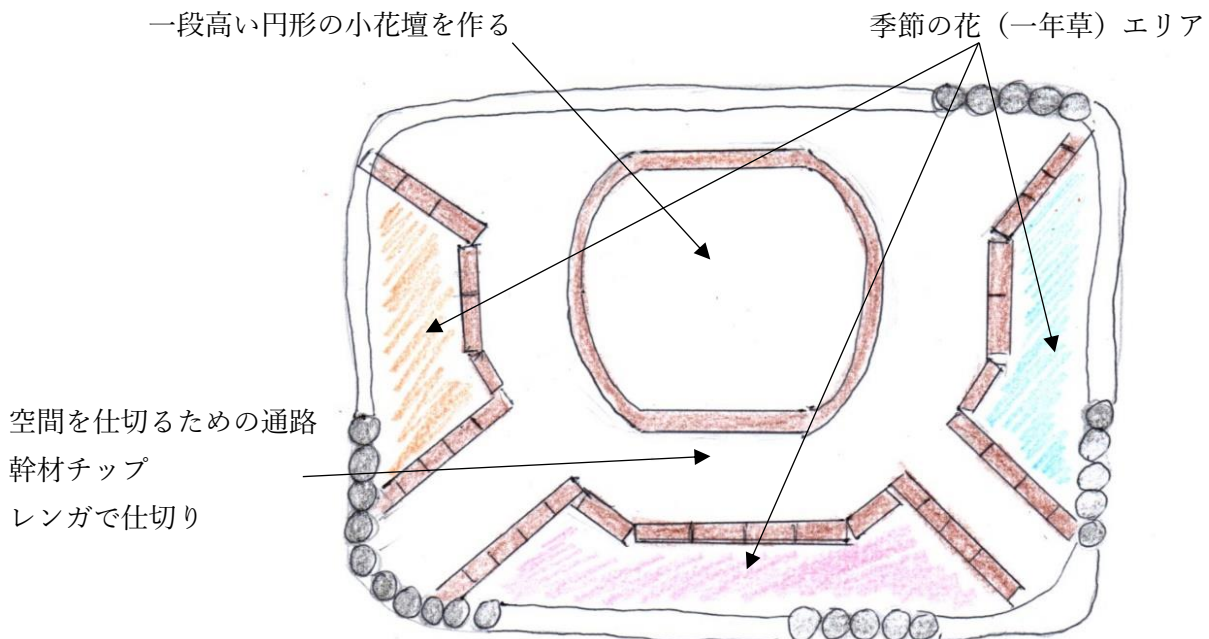 一段高い円形の小花壇を作る
季節の花（一年草）エリア
空間を仕切るための通路
幹材チップ
レンガで仕切り